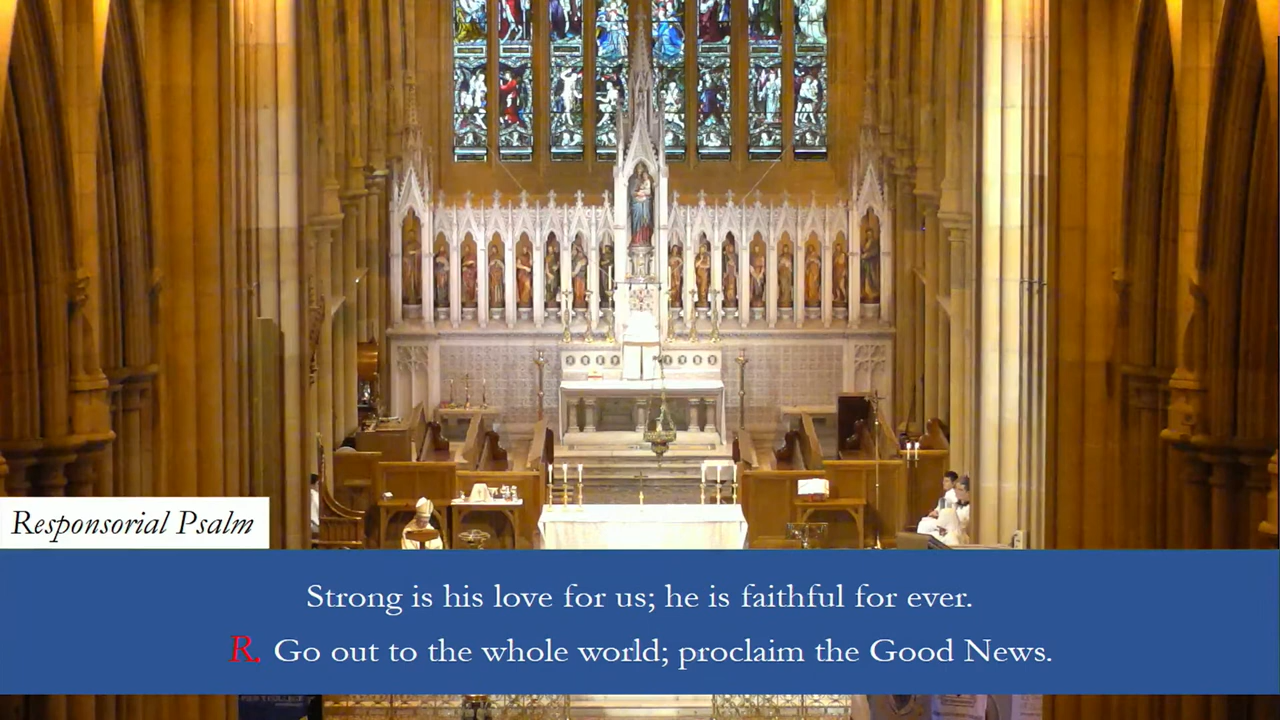 Responsorial Psalm
Strong is his love for us; he is faithful for ever.
R. Go out to the whole world; proclaim the Good News.